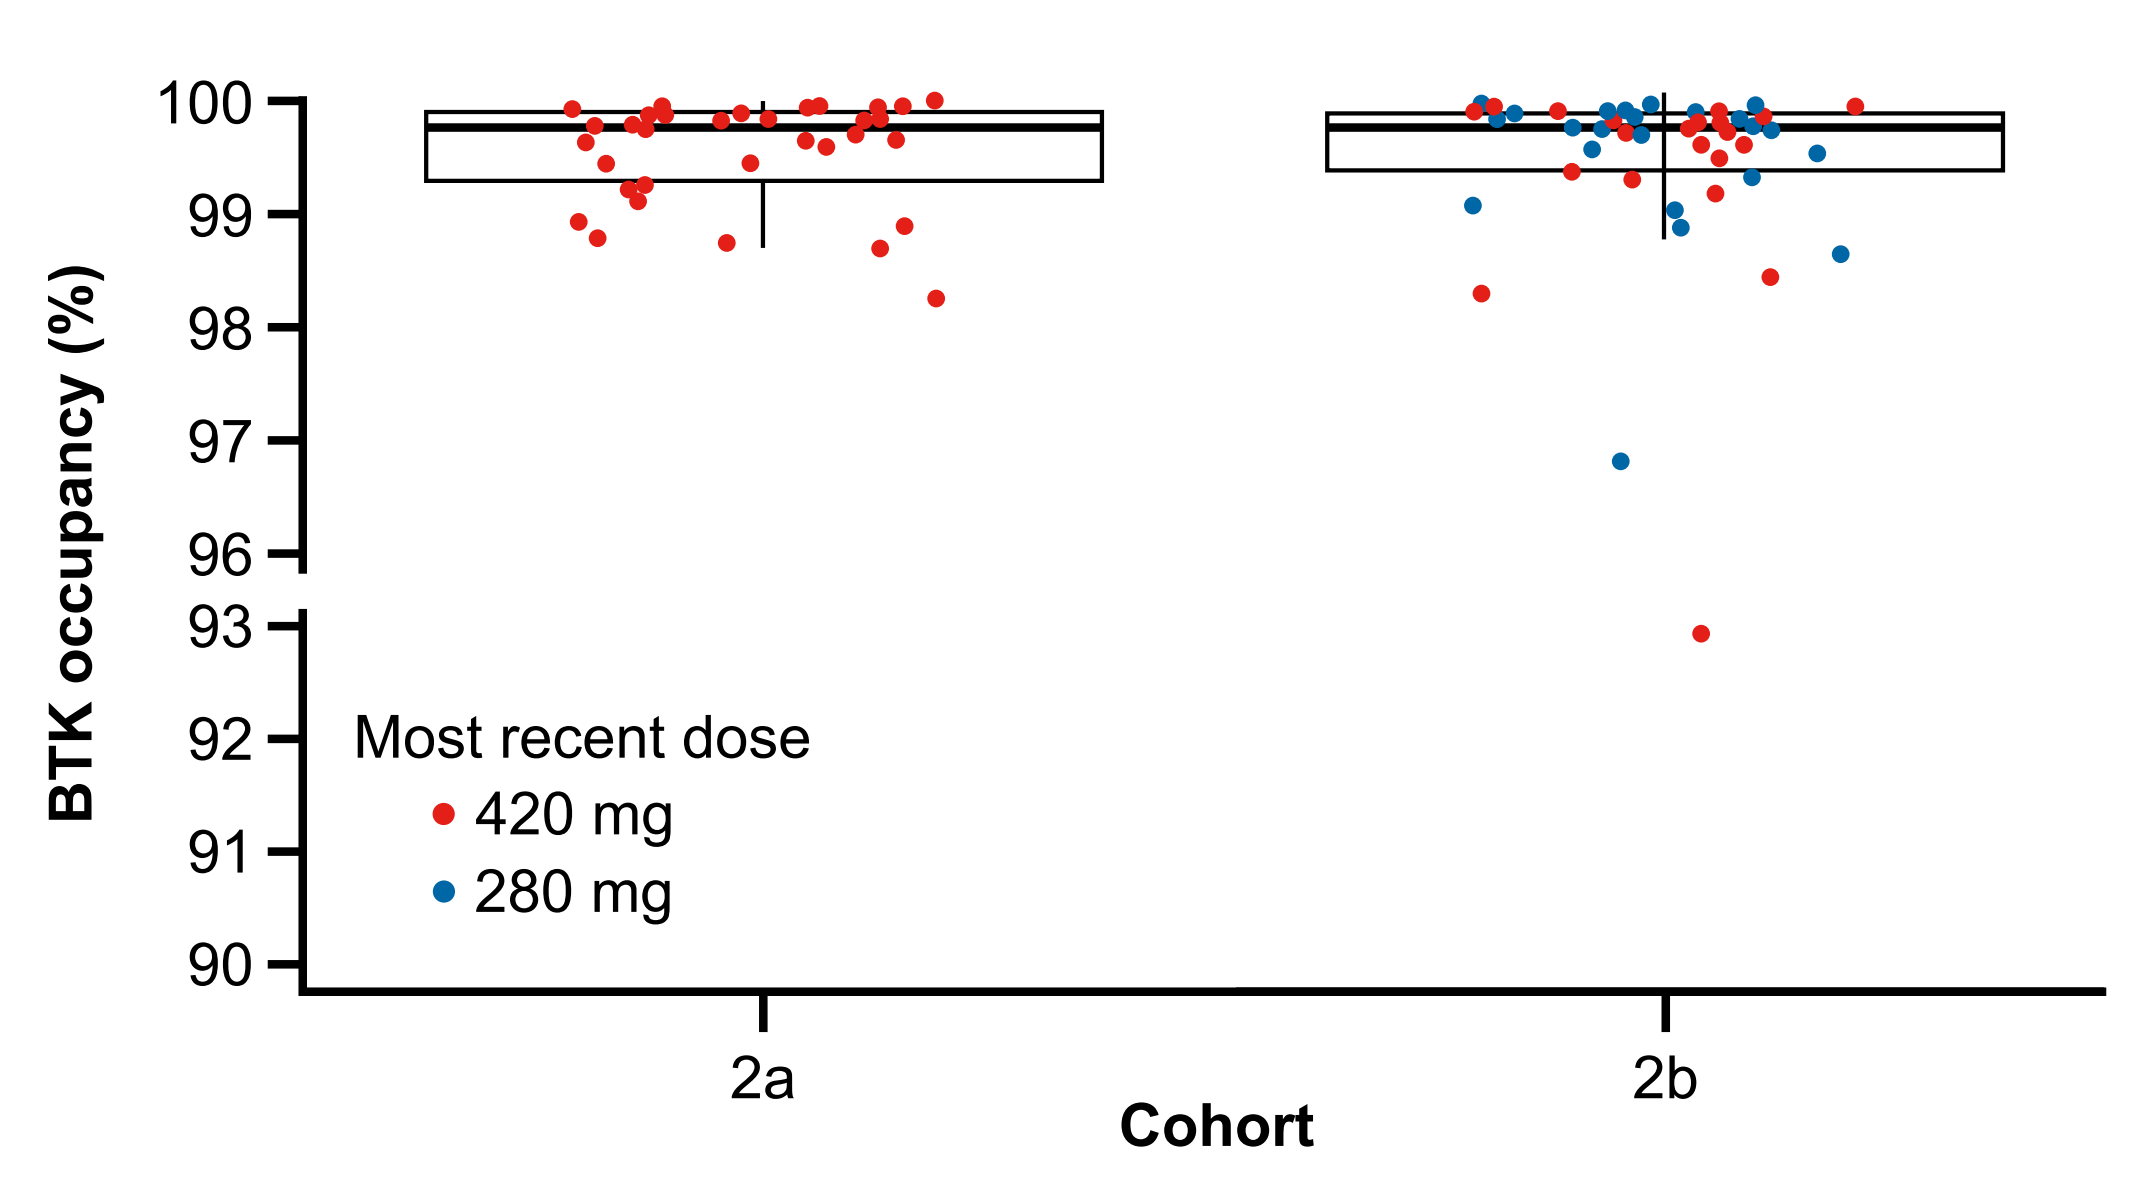 BTK occupancy (%)
100
99
98
97
96
93
92
91
90
Most recent dose
420 mg
280 mg
2a
2b
Cohort